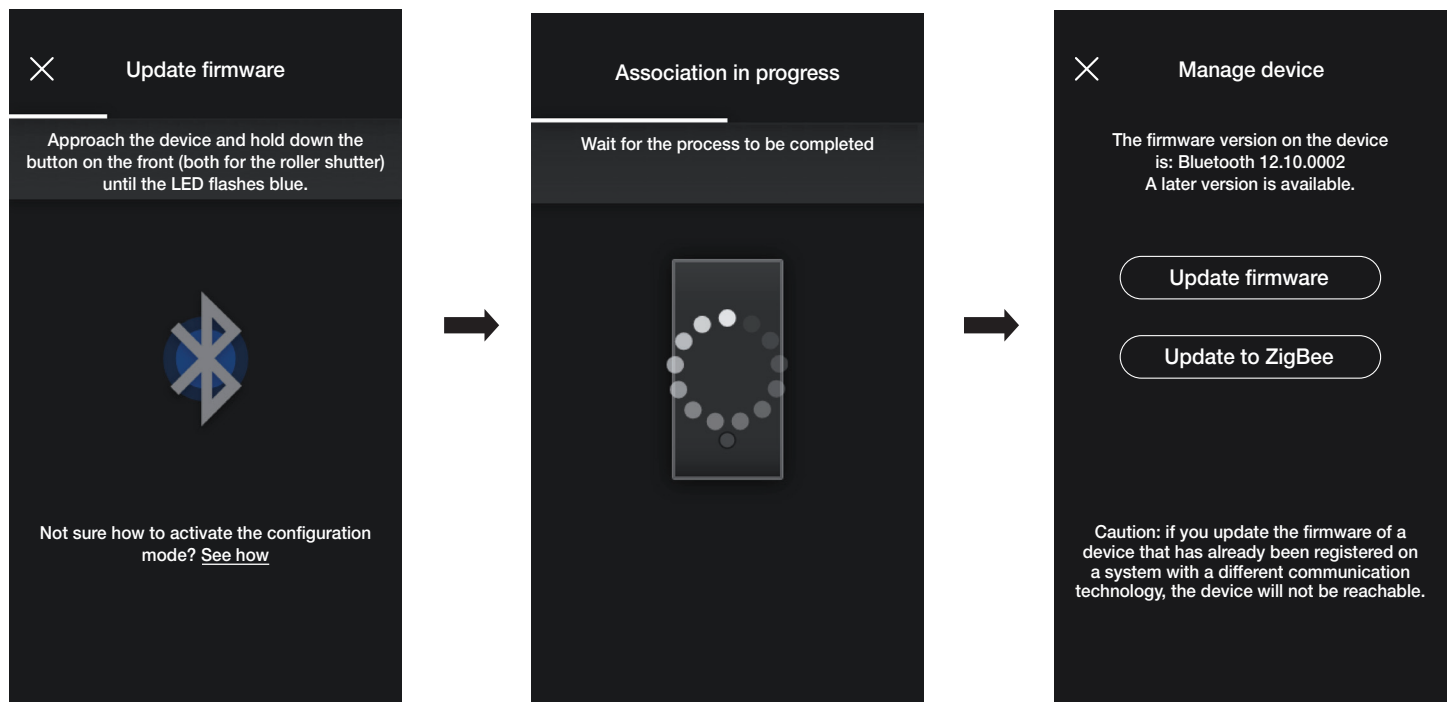 Update firmware
Approach the device and hold down the
button on the front (both for the roller shutter)
until the LED flashes blue.
Not sure how to activate the configuration
mode? See how
Association in progress
Wait for the process to be completed
Manage device
The firmware version on the device
is: Bluetooth 12.10.0002
A later version is available.
Update firmware
Update to ZigBee
Caution: if you update the firmware of a
device that has already been registered on
a system with a different communication
technology, the device will not be reachable.